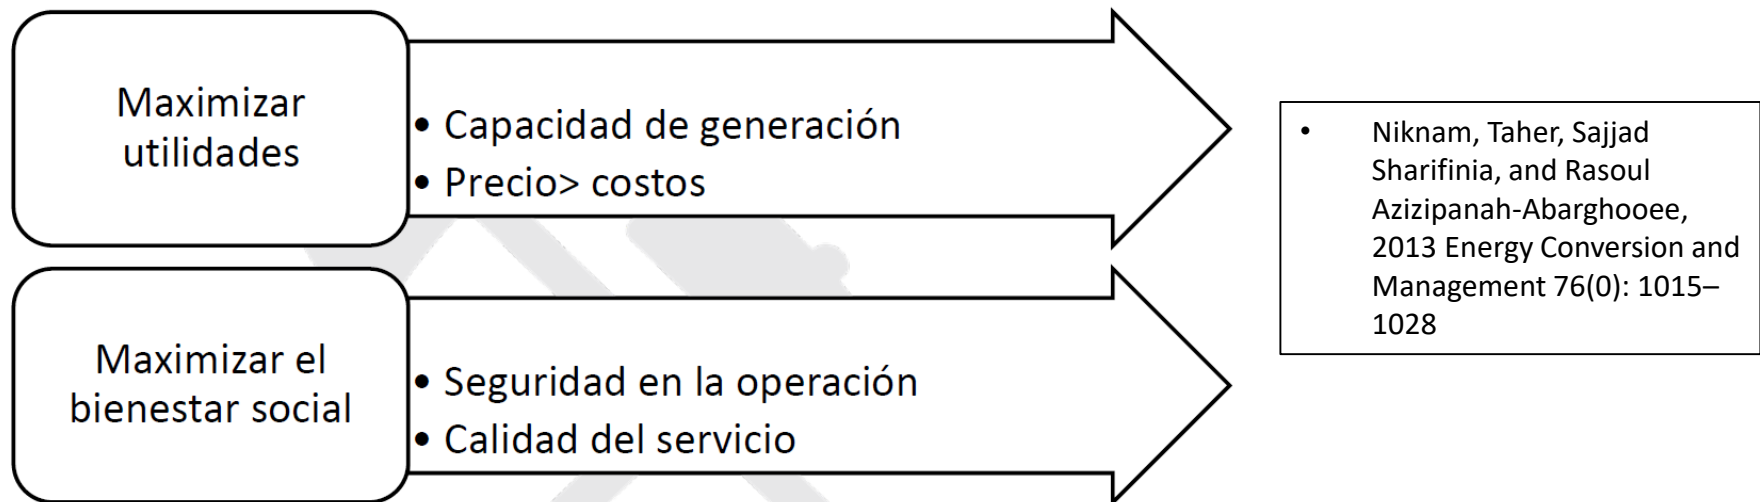 Maximizar
utilidades
• Capacidad de generación
• Precio> costos
Maximizar el
bienestar social
• Seguridad en la operación
• Calidad del servicio
• Niknam, Taher, Sajjad
Sharifinia, and Rasoul
Azizipanah-Abarghooee,
2013 Energy Conversion and
Management 76(0): 1015–
1028